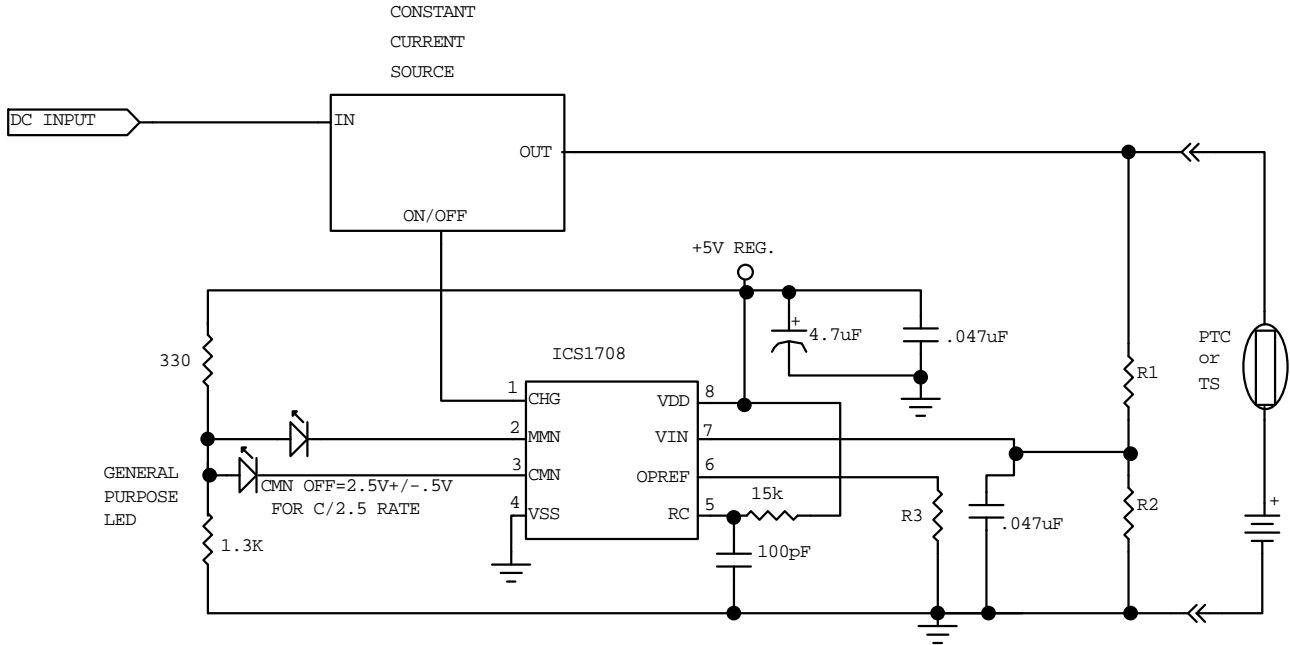 CONSTANT
CURRENT
SOURCE
DC INPUT
IN
OUT
ON/OFF
+5V REG.
330
ICS1708
+
4.7uF
.047uF
PTC
or
TS
R1
1
CHG
VDD
8
2
MMN
VIN
7
3
CMN
OPREF
6
4
VSS
RC
5
GENERAL
PURPOSE
LED
CMN OFF=2.5V+/-.5V
FOR C/2.5 RATE
15k
R3
.047uF
R2
+
1.3K
100pF